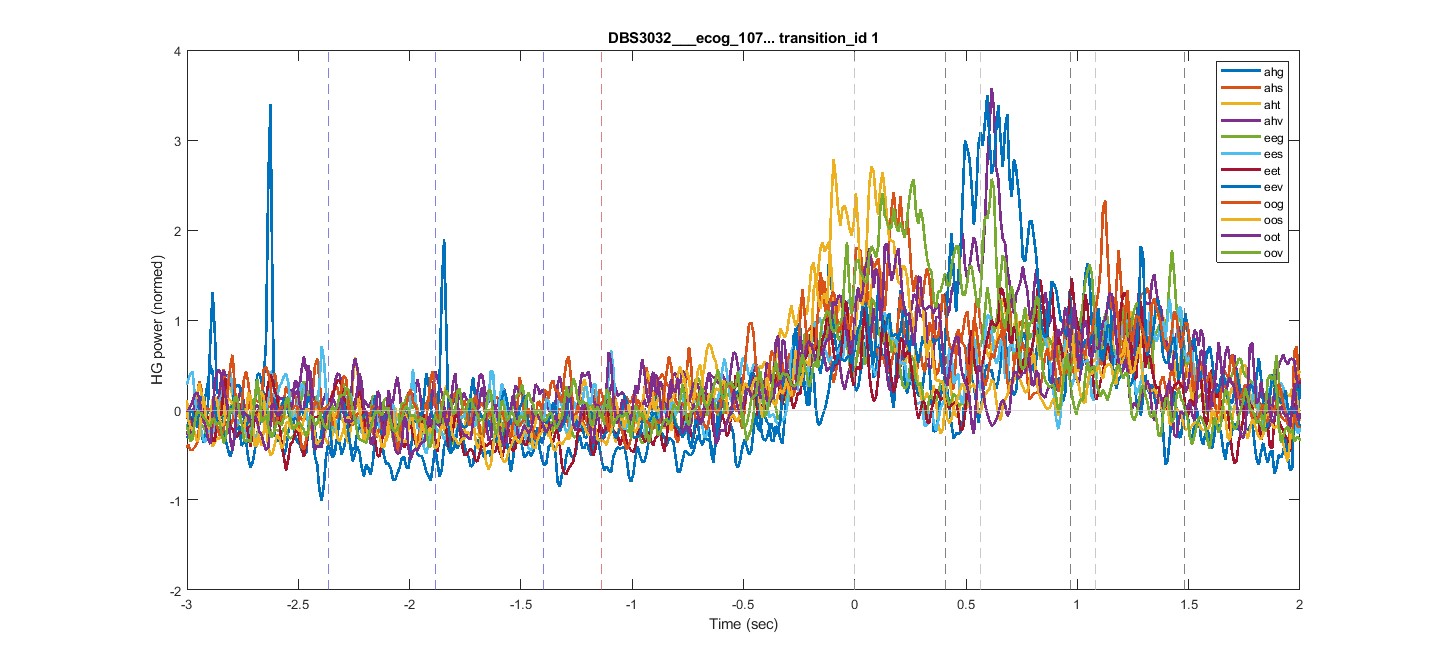 DBS3032___ecog_107... transition_id 1
4
3
2
1
0
-1
-2
HG power (normed)
-3
-2.5
-2
-1.5
-1
-0.5
0
0.5
1
1.5
2
Time (sec)
ahg
ahs
aht
ahv
eeg
ees
eet
eev
oog
oos
oot
oov